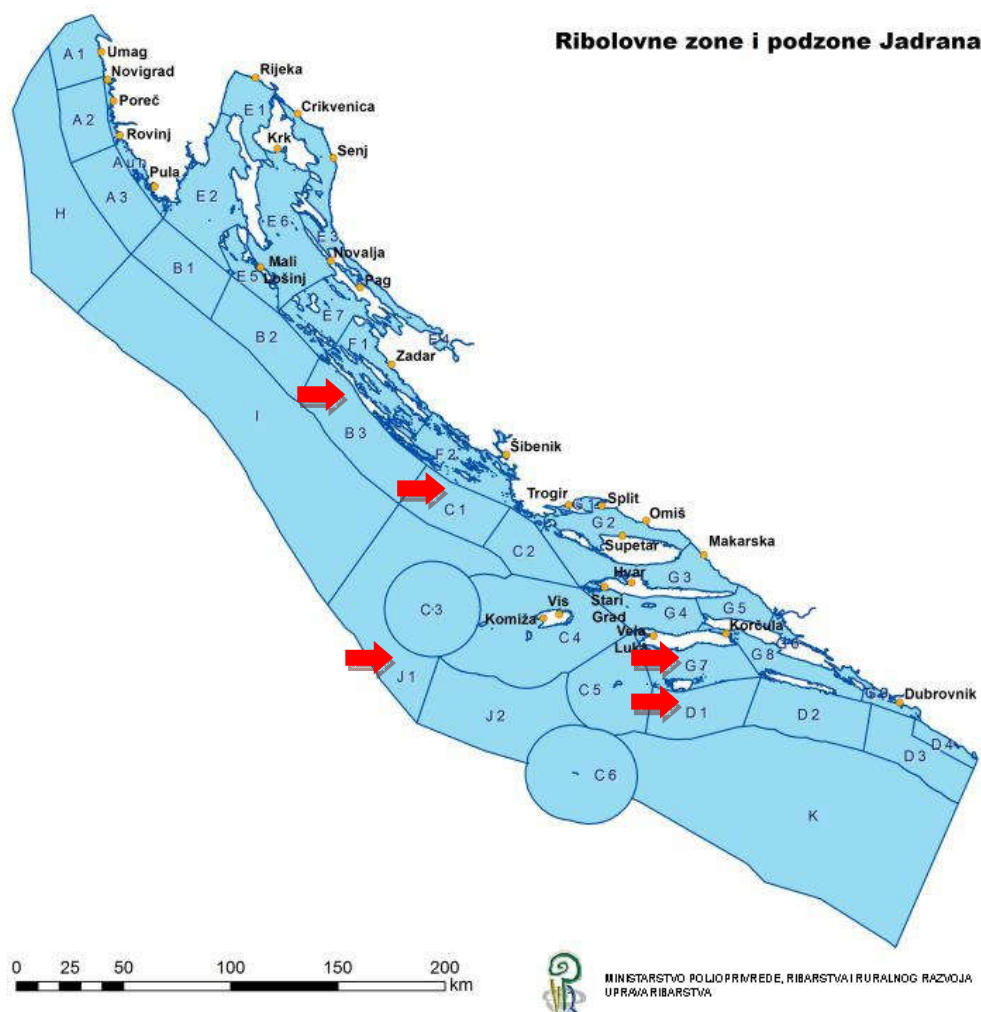 Ribolovne zone i podzone Jadrana
A 1
Umag
Novigrad
Poreč
A 2
Rovinj
A u n
Pula
A 3
H
Rijeka
E 1
Crikvenica
Krk
Senj
E 2
E 6
E 3
Novalja
Mali
Lošinj
E 5
Pag
B 1
E 7
E 4
B 2
F 1
Zadar
I
B 3
F 2
Šibenik
C 1
Trogir
G 1
Split
Omiš
G 2
Supetar
Makarska
C 2
Hvar
G 3
Stari
Grad
C 3
Vis
Komiža
C 4
G 4
G 5
Vela
Luka
Korčula
G 6
G 8
G 7
J 1
C 5
G 9
Dubrovnik
J 2
D 1
D 2
D 3
D 4
C 6
K
0 25 50 100 150 200
km
MINISTARSTVO POLJOPRIVREDE, RIBARSTVA I RURALNOG RAZVOJA
UPRAVA RIBARSTVA